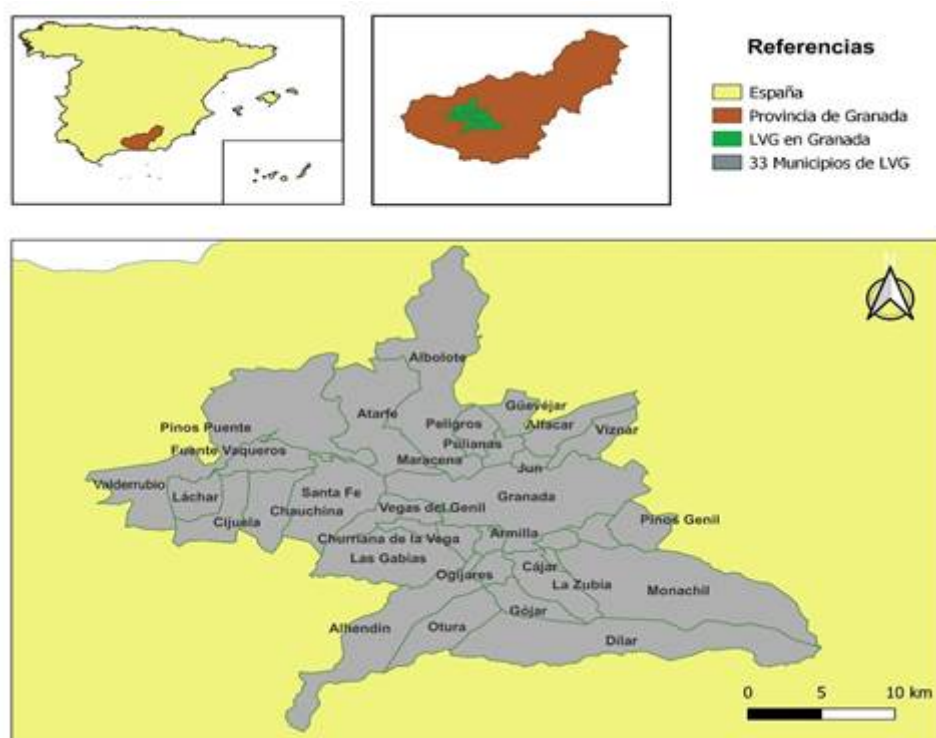 Referencias
España
Provincia de Granada
LVG en Granada
33 Municipios de LVG
Albolote
Güevéjar
Atarfe
Peligros
Alfacar
Víznar
Pinos Puente
Pulianas
Fuente Vaqueros
Maracena
Jun
Valderrubio
Láchar
Santa Fe
Granada
Chauchina
Vegas del Genil
Cijuela
Pinos Genil
Churriana de la Vega
Armilla
Las Gabias
Cájar
Ogíjares
La Zubia
Monachil
Gójar
Alhendín
Otura
Dílar
0 5 10 km